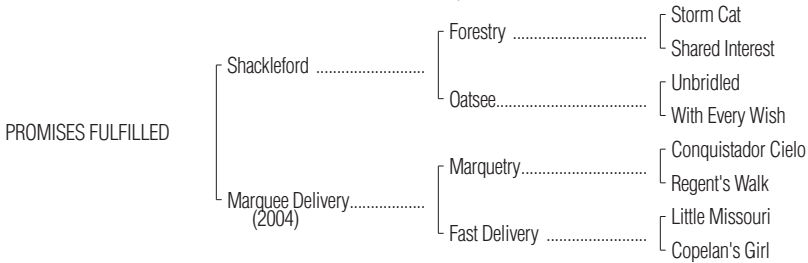 Storm Cat
Forestry ................................
Shared Interest
Shackleford ..........................
Unbridled
Oatsee....................................
With Every Wish
PROMISES FULFILLED
Conquistador Cielo
Marquetry..............................
Regent's Walk
Marquee Delivery..................
(2004)
Little Missouri
Fast Delivery ........................
Copelan's Girl